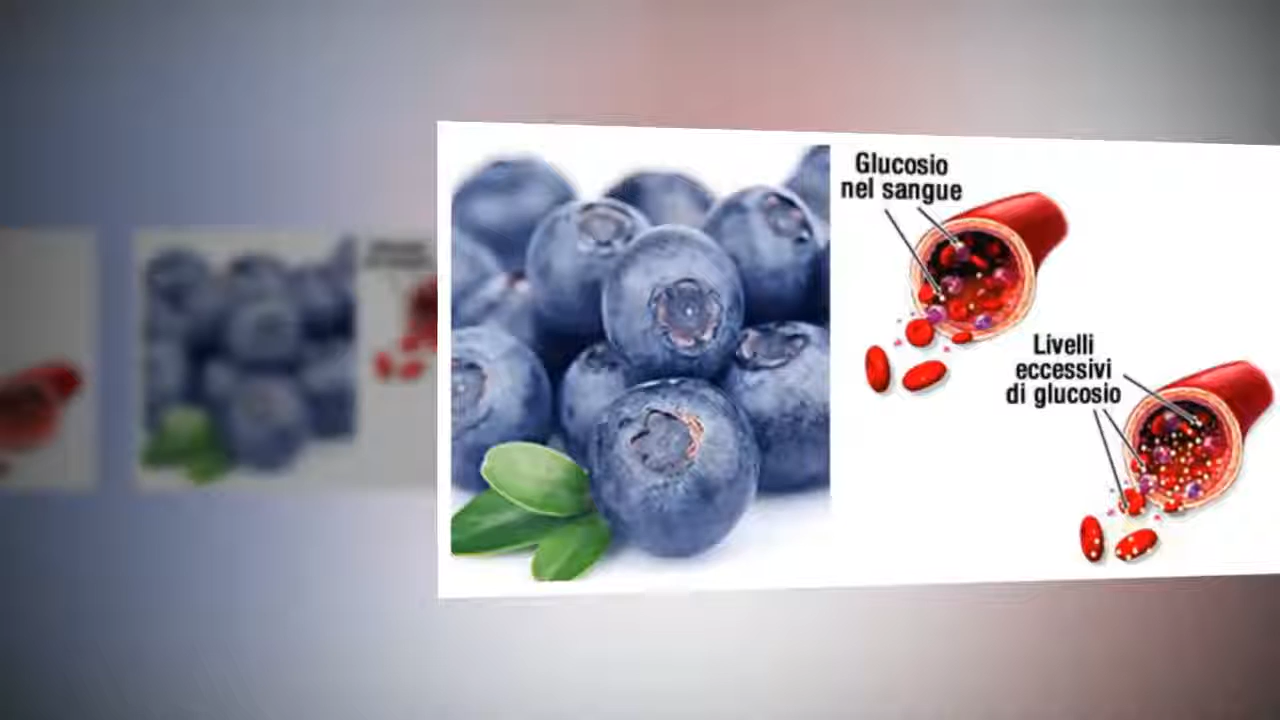 Glucosio
nel sangue
Livelli
eccessivi
di glucosio